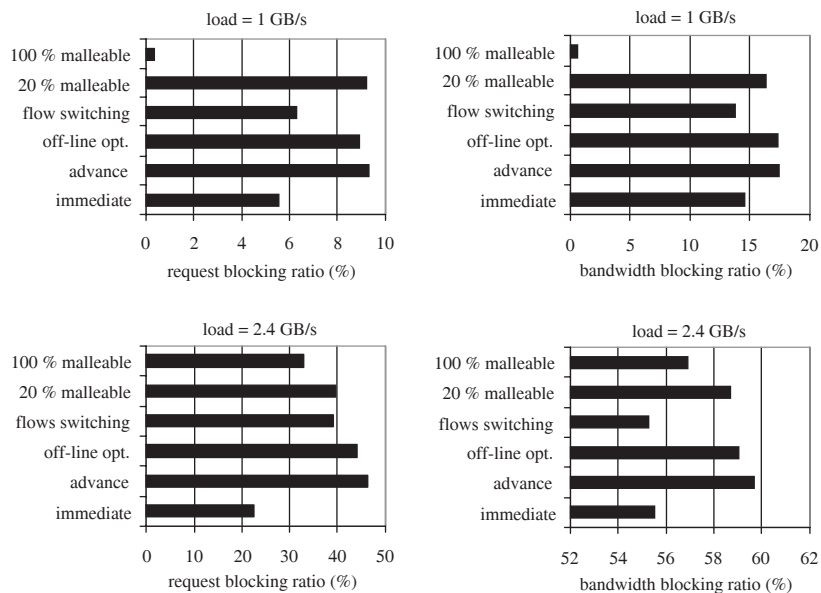 load = 1 GB/s
100 % malleable
20 % malleable
flow switching
off-line opt.
advance
immediate
0 2 4 6 8 10
request blocking ratio (%)
load = 1 GB/s
100 % malleable
20 % malleable
flow switching
off-line opt.
advance
immediate
0 5 10 15 20
bandwidth blocking ratio (%)
load = 2.4 GB/s
100 % malleable
20 % malleable
flows switching
off-line opt.
advance
immediate
0 10 20 30 40 50
request blocking ratio (%)
load = 2.4 GB/s
100 % malleable
20 % malleable
flows switching
off-line opt.
advance
immediate
52 54 56 58 60 62
bandwidth blocking ratio (%)